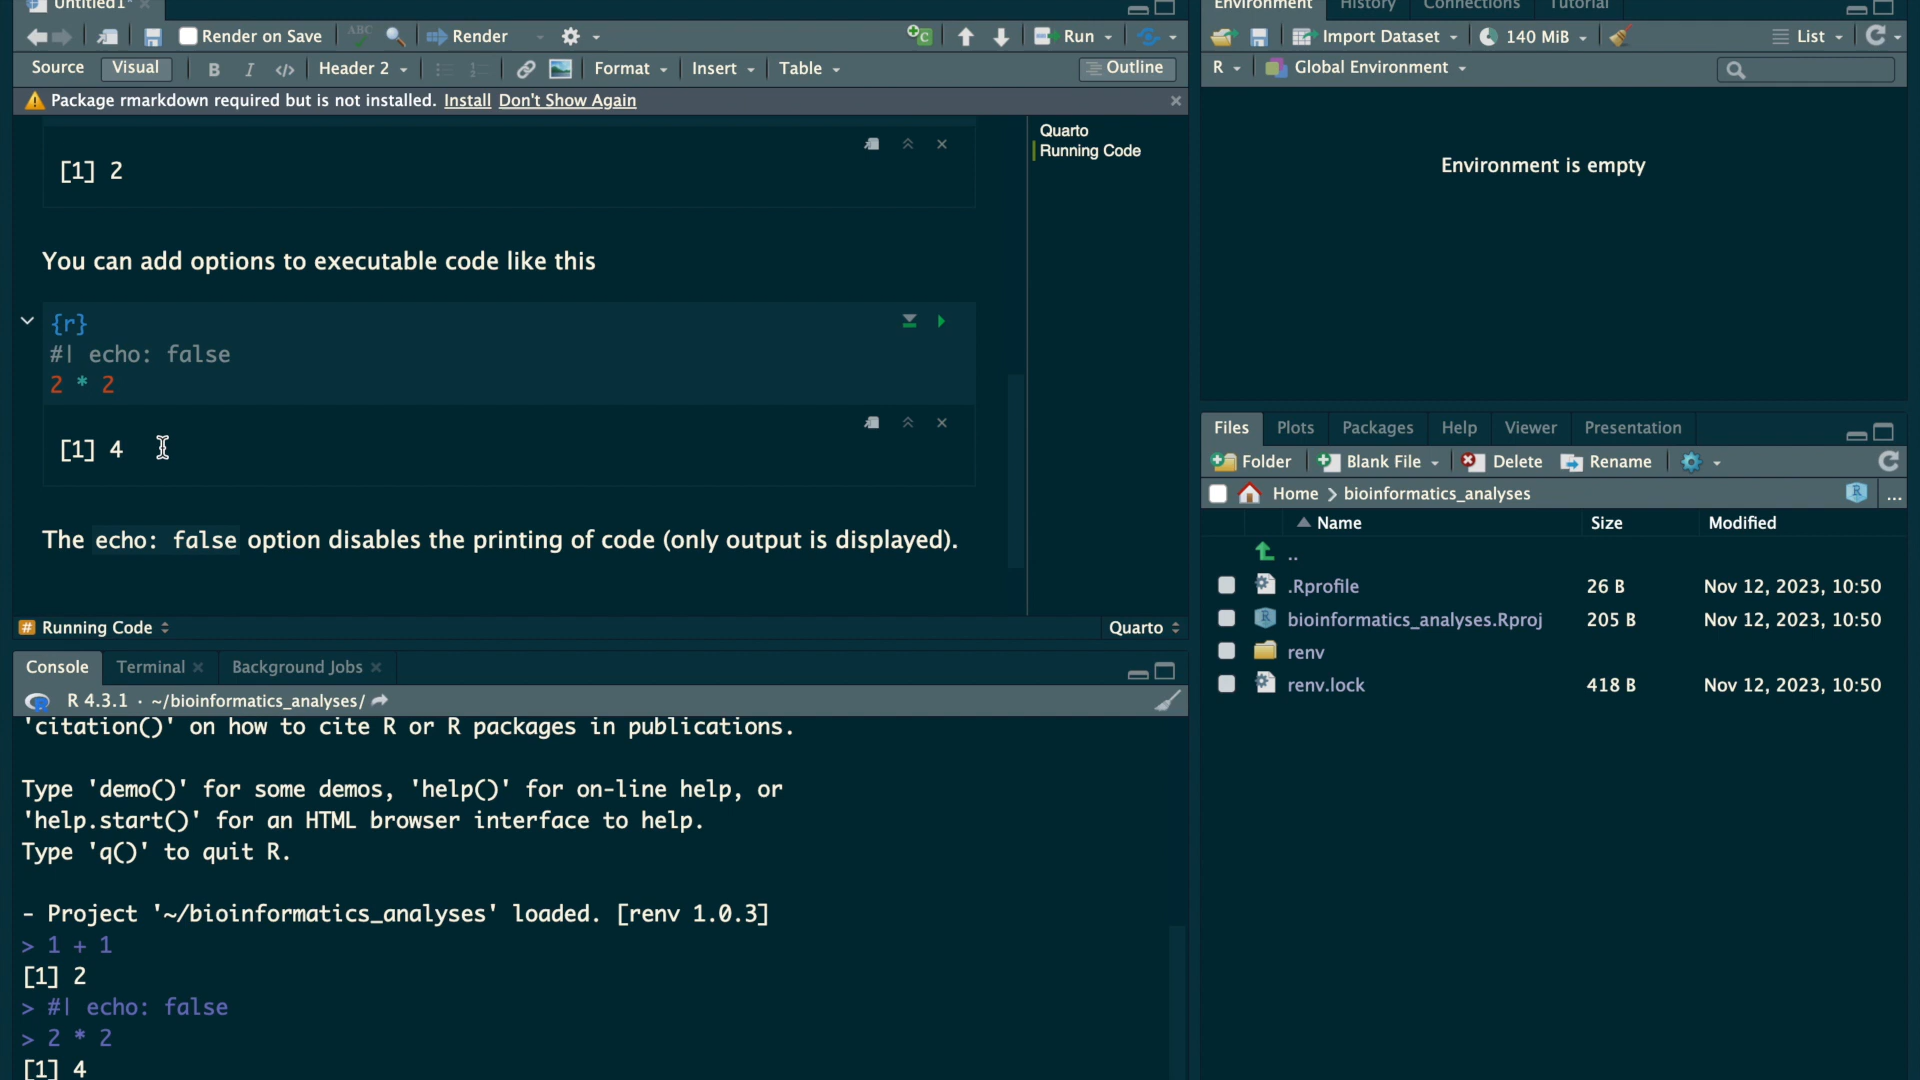 Untitled1*
Render on Save ABC Render Run
Source Visual B I </> Header 2 Format Insert Table Outline
Package rmarkdown required but is not installed. Install Don't Show Again
[1] 2
You can add options to executable code like this
{r}
#| echo: false
2 * 2
[1] 4
The echo: false option disables the printing of code (only output is displayed).
Quarto
Running Code
# Running Code Quarto
Console Terminal Background Jobs
R 4.3.1 · ~/bioinformatics_analyses/
'citation()' on how to cite R or R packages in publications.
Type 'demo()' for some demos, 'help()' for on-line help, or
'help.start()' for an HTML browser interface to help.
Type 'q()' to quit R.
- Project '~/bioinformatics_analyses' loaded. [renv 1.0.3]
> 1 + 1
[1] 2
> #| echo: false
> 2 * 2
[1] 4
Environment History Connections Tutorial
Import Dataset 140 MiB List
R Global Environment
Environment is empty
Files Plots Packages Help Viewer Presentation
Folder Blank File Delete Rename
Home bioinformatics_analyses R ...
Name Size Modified
..
.Rprofile 26 B Nov 12, 2023, 10:50
bioinformatics_analyses.Rproj 205 B Nov 12, 2023, 10:50
renv
renv.lock 418 B Nov 12, 2023, 10:50